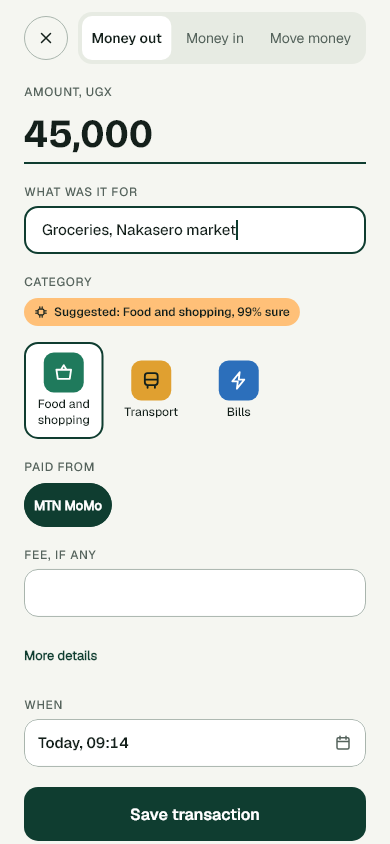 Money out
Money in
Move money
AMOUNT, UGX
45,000
WHAT WAS IT FOR
Groceries, Nakasero market
CATEGORY
Suggested: Food and shopping, 99% sure
Food and
shopping
Transport
Bills
PAID FROM
MTN MoMo
FEE, IF ANY
More details
WHEN
Today, 09:14
Save transaction